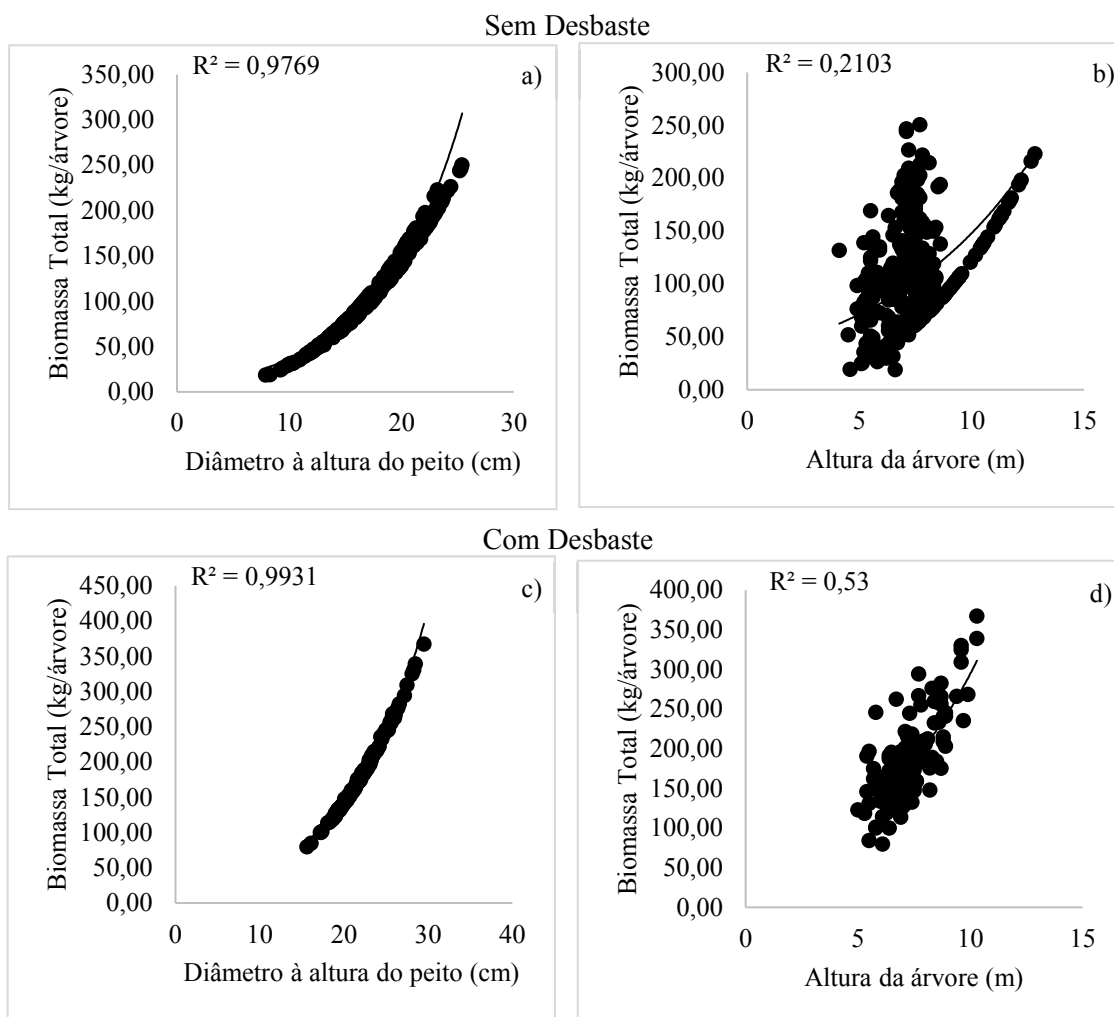 Sem Desbaste
R² = 0,9769
a)
350,00
300,00
250,00
200,00
150,00
100,00
50,00
0,00
Biomassa Total (kg/árvore)
0 10 20 30
Diâmetro à altura do peito (cm)
R² = 0,2103
b)
300,00
250,00
200,00
150,00
100,00
50,00
0,00
Biomassa Total (kg/árvore)
0 5 10 15
Altura da árvore (m)
Com Desbaste
R² = 0,9931
c)
450,00
400,00
350,00
300,00
250,00
200,00
150,00
100,00
50,00
0,00
Biomassa Total (kg/árvore)
0 10 20 30 40
Diâmetro à altura do peito (cm)
R² = 0,53
d)
400,00
350,00
300,00
250,00
200,00
150,00
100,00
50,00
0,00
Biomassa Total (kg/árvore)
0 5 10 15
Altura da árvore (m)